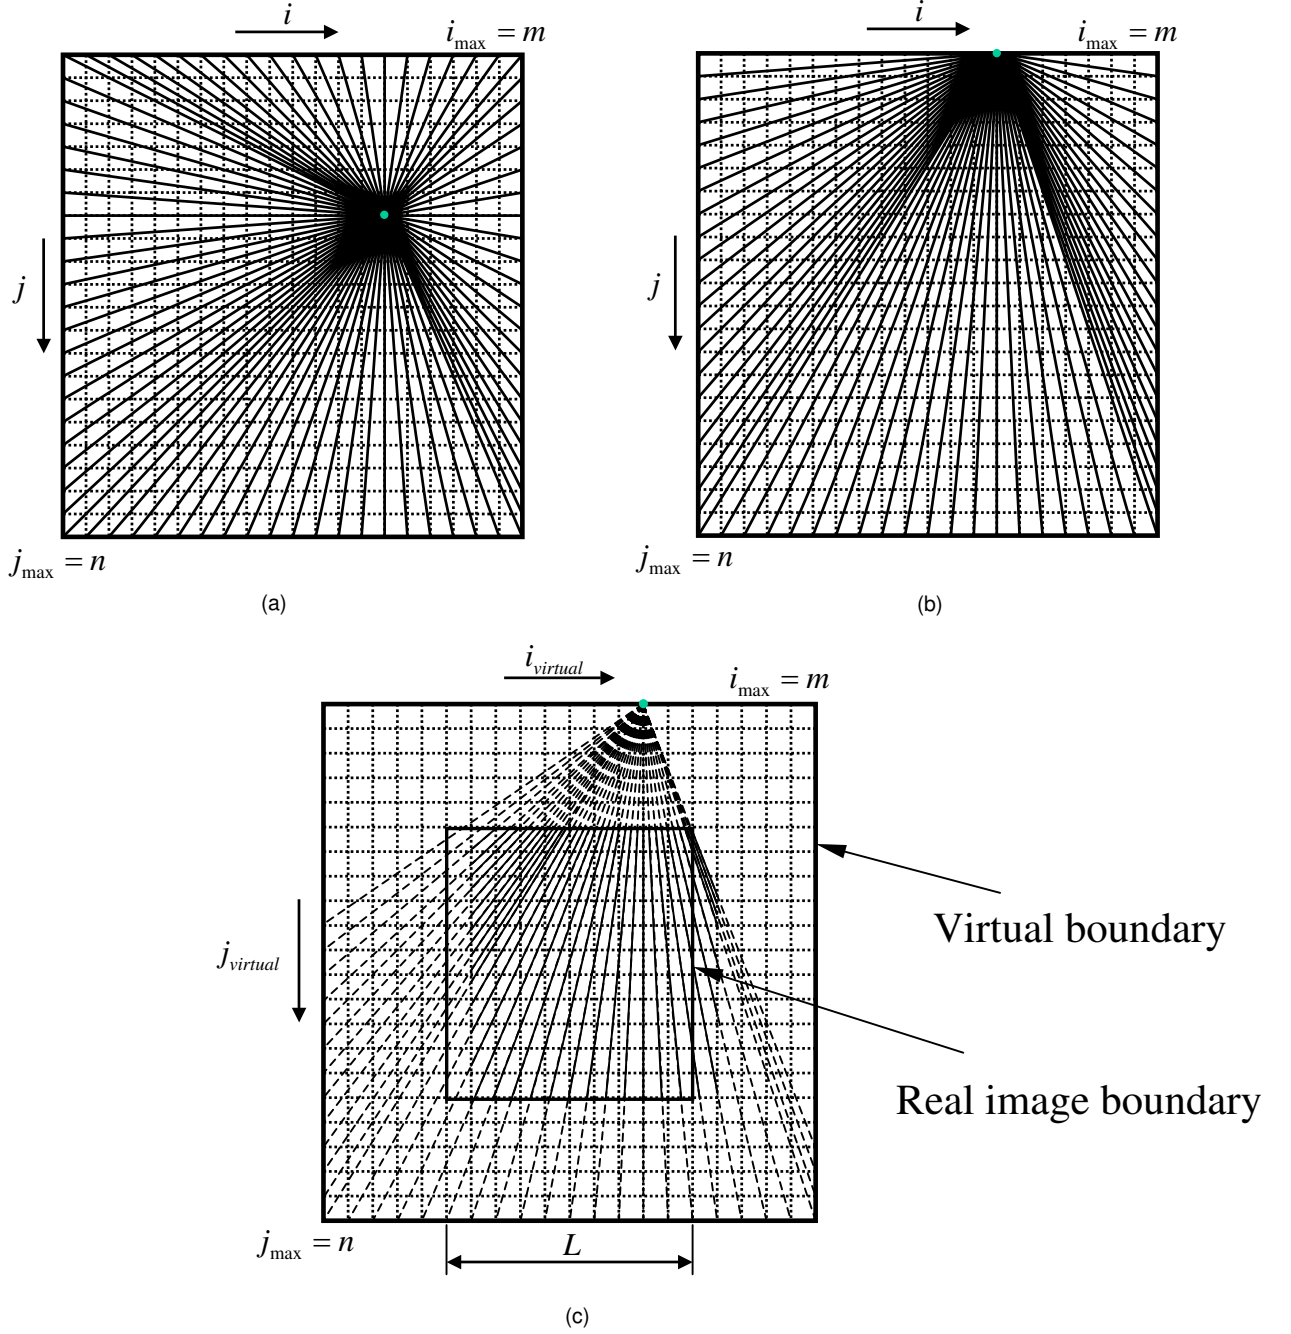 i
i_max = m
j
j_max = n
(a)
i
i_max = m
j
j_max = n
(b)
i_virtual
i_max = m
j_virtual
Virtual boundary
Real image boundary
j_max = n
L
(c)